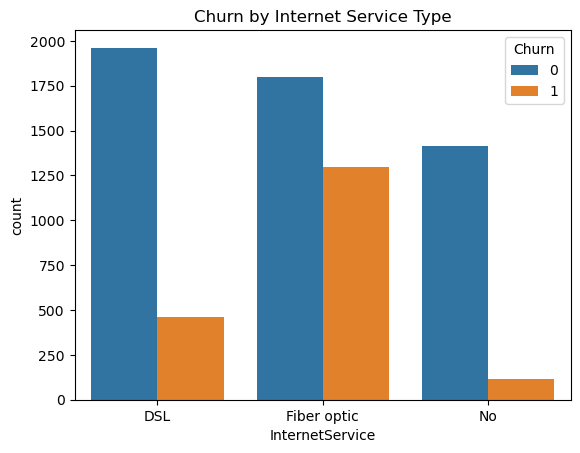 Churn by Internet Service Type
Churn
0
1
count
2000
1750
1500
1250
1000
750
500
250
0
DSL
Fiber optic
No
InternetService